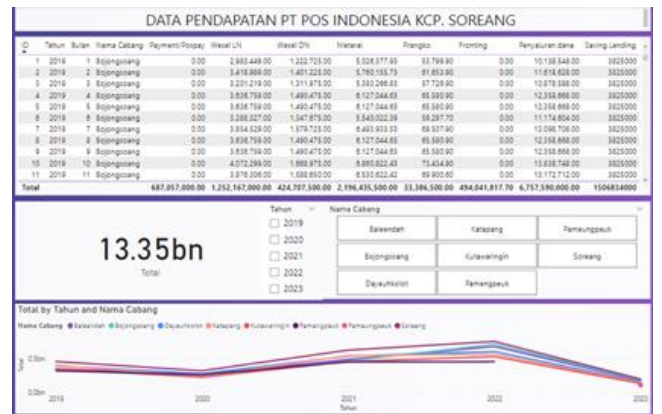 DATA PENDAPATAN PT POS INDONESIA KCP. SOREANG
ID Tahun Bulan Nama Cabang Payment/Pospay Wesel LN Wesel DN Materai Prangko Fronting Penyaluran dana Saving Lending
1 2019 1 Bojongsoang 0.00 2.983.449.00 1,222,725.00 5,026,377.93 53.799.90 0.00 10.138.548.00 3825000
2 2019 2 Bojongsoang 0.00 3.418.988.00 1,401,223.00 5,760,155.73 61.653.90 0.00 11.618.628.00 3825000
3 2019 3 Bojongsoang 0.00 3.201.219.00 1,311,975.00 5,393,266.83 57.726.90 0.00 10.878.588.00 3825000
4 2019 4 Bojongsoang 0.00 3.636.759.00 1,490,475.00 6,127,044.63 65.580.90 0.00 12.358.668.00 3825000
5 2019 5 Bojongsoang 0.00 3.636.759.00 1,490,475.00 6,127,044.63 65.580.90 0.00 12.358.668.00 3825000
6 2019 6 Bojongsoang 0.00 3.288.327.00 1,347,675.00 5,540,022.39 59.297.70 0.00 11.174.604.00 3825000
7 2019 7 Bojongsoang 0.00 3.854.529.00 1,579,725.00 6,493,933.53 69.507.90 0.00 13.098.708.00 3825000
8 2019 8 Bojongsoang 0.00 3.636.759.00 1,490,475.00 6,127,044.63 65.580.90 0.00 12.358.668.00 3825000
9 2019 9 Bojongsoang 0.00 3.636.759.00 1,490,475.00 6,127,044.63 65.580.90 0.00 12.358.668.00 3825000
10 2019 10 Bojongsoang 0.00 4.072.299.00 1,668,975.00 6,860,822.43 73.434.90 0.00 13.838.748.00 3825000
11 2019 11 Bojongsoang 0.00 3.876.306.00 1,588,650.00 6,530,622.42 69.900.60 0.00 13.172.712.00 3825000
Total 687,057,000.00 1,252,167,000.00 424,707,500.00 2,196,435,500.00 33,386,500.00 494,041,817.70 6,757,590,000.00 1506834000
13.35bn
Total
Tahun
2019
2020
2021
2022
2023
Nama Cabang
Baleendah Katapang Pameungpeuk
Bojongsoang Kutawaringin Soreang
Dayeuhkolot Pamengpeuk
Total by Tahun and Nama Cabang
Nama Cabang Baleendah Bojongsoang Dayeuhkolot Katapang Kutawaringin Pamengpeuk Pameungpeuk Soreang
Total
0.0bn
2019 2020 2021 2022 2023
Tahun